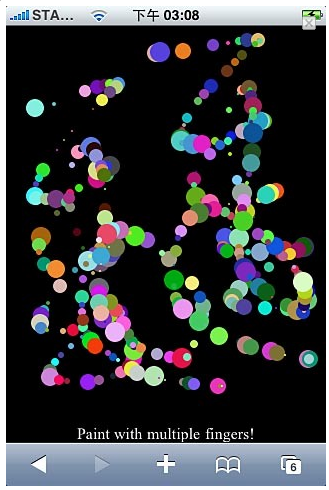 STA... 下午 03:08
Paint with multiple fingers!
6